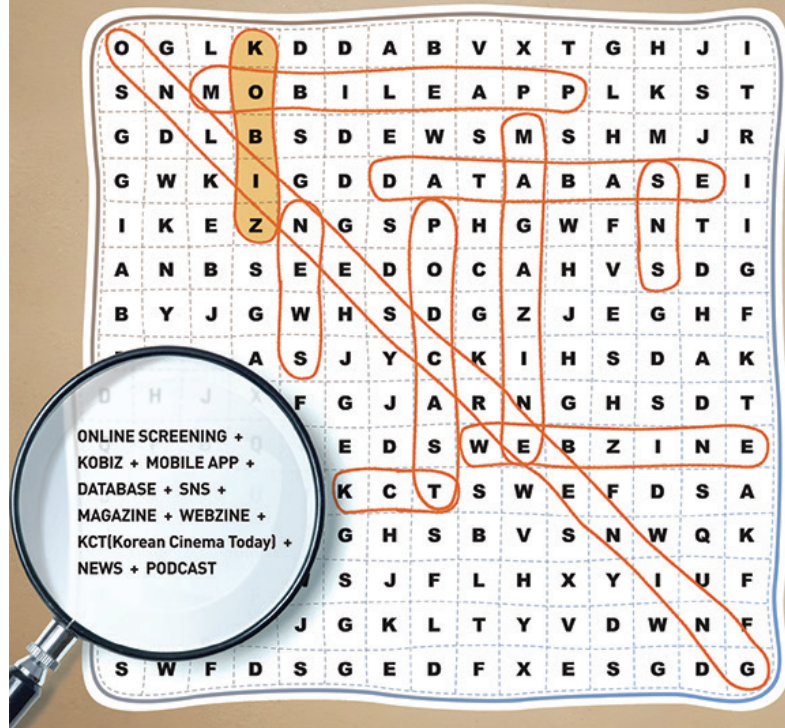 O G L K D D A B V X T G H J I
S N M O B I L E A P P L K S T
G D L B S D E W S M S H M J R
G W K I G D D A T A B A S E I
I K E Z N G S P H G W F N T I
A N B S E E D O C A H V S D G
B Y J G W H S D G Z J E G H F
A S J Y C K I H S D A K
D H J X F G J A R N G H S D T
E D S W E B Z I N E
K C T S W E F D S A
G H S B V S N W Q K
S J F L H X Y I U F
J G K L T Y V D W N F
S W F D S G E D F X E S G D G
ONLINE SCREENING +
KOBIZ + MOBILE APP +
DATABASE + SNS +
MAGAZINE + WEBZINE +
KCT(Korean Cinema Today) +
NEWS + PODCAST